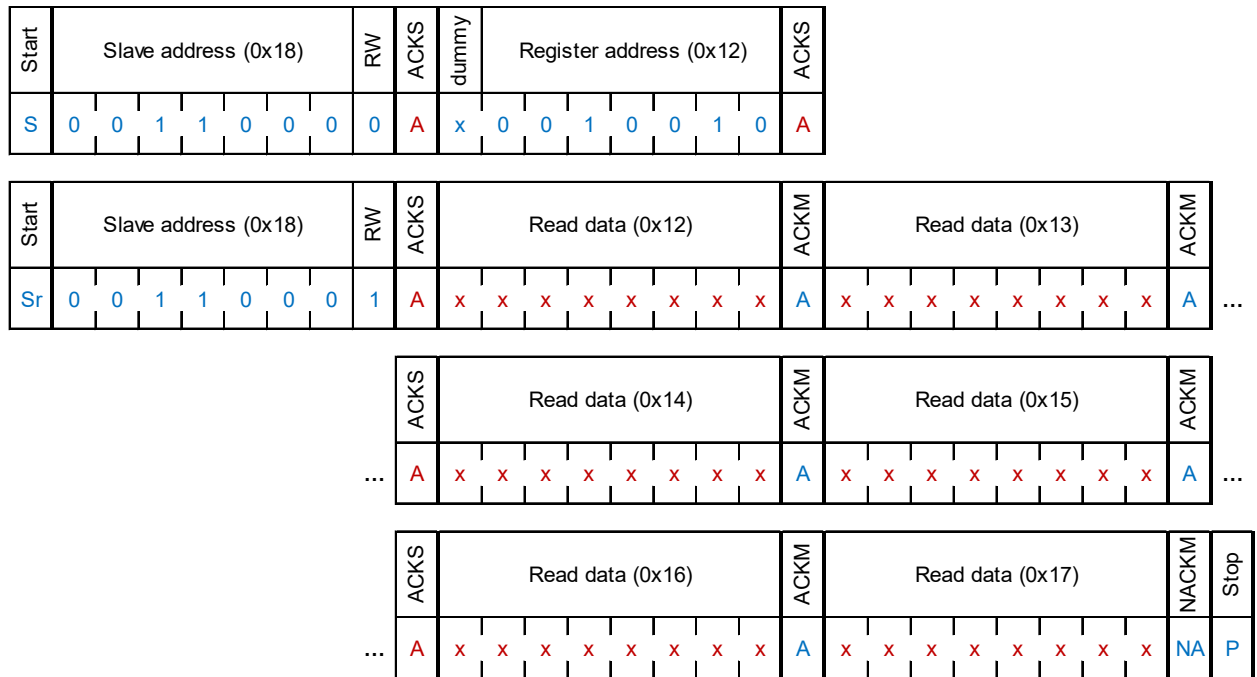 Start Slave address (0x18) RW ACKS dummy Register address (0x12) ACKS
S 0 0 1 1 0 0 0 0 A x 0 0 1 0 0 1 0 A
Start Slave address (0x18) RW ACKS Read data (0x12) ACKM Read data (0x13) ACKM
Sr 0 0 1 1 0 0 0 1 A x x x x x x x x A x x x x x x x x A ...
ACKS Read data (0x14) ACKM Read data (0x15) ACKM
... A x x x x x x x x A x x x x x x x x A ...
ACKS Read data (0x16) ACKM Read data (0x17) NACKM Stop
... A x x x x x x x x A x x x x x x x x NA P